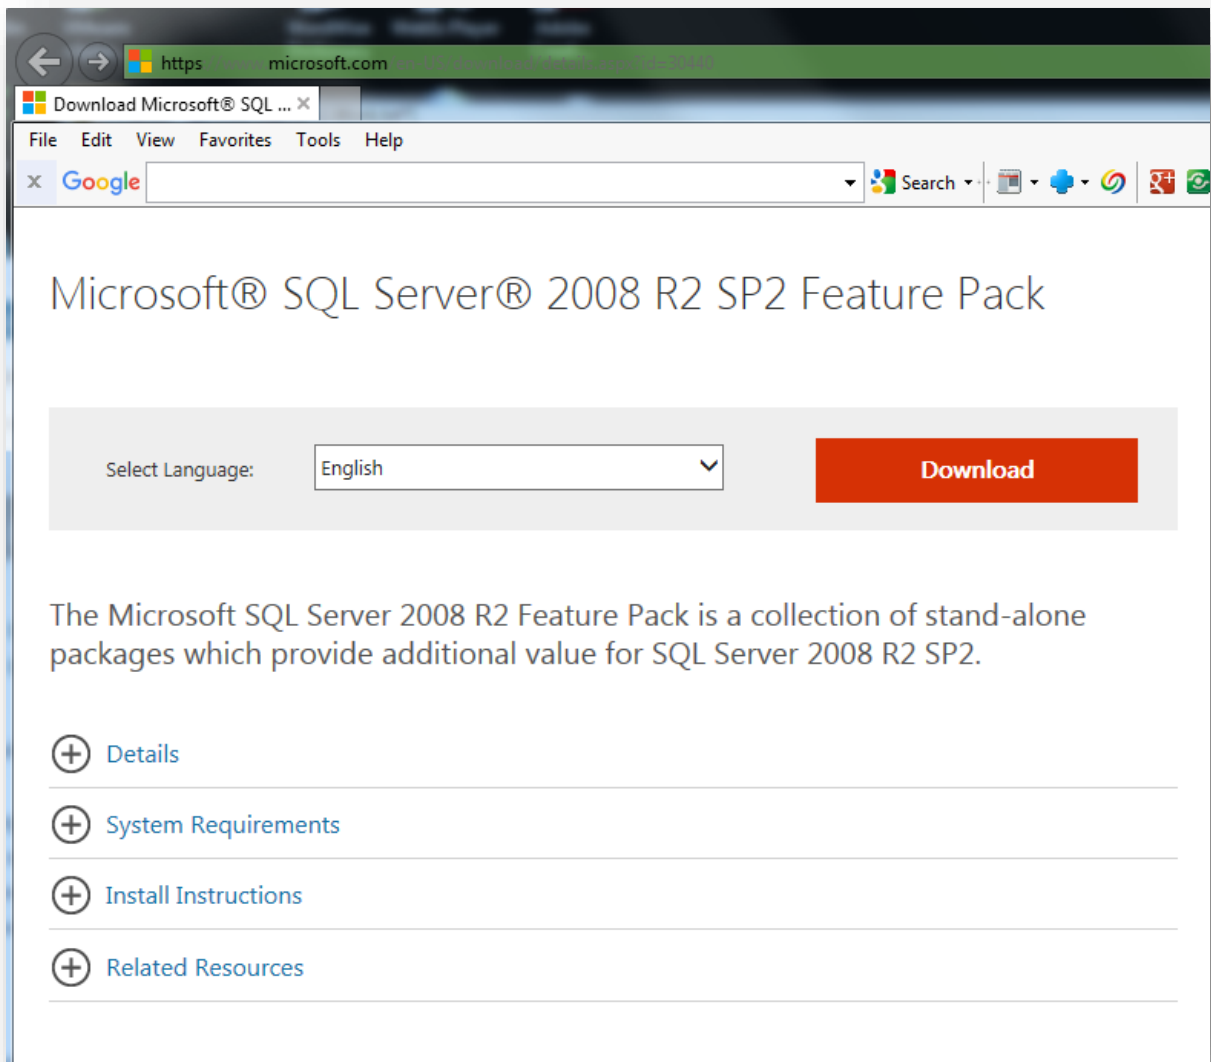 https microsoft.com id=30440
Download Microsoft® SQL ...
File Edit View Favorites Tools Help
x Google Search
Microsoft® SQL Server® 2008 R2 SP2 Feature Pack
Select Language: English Download
The Microsoft SQL Server 2008 R2 Feature Pack is a collection of stand-alone
packages which provide additional value for SQL Server 2008 R2 SP2.
Details
System Requirements
Install Instructions
Related Resources